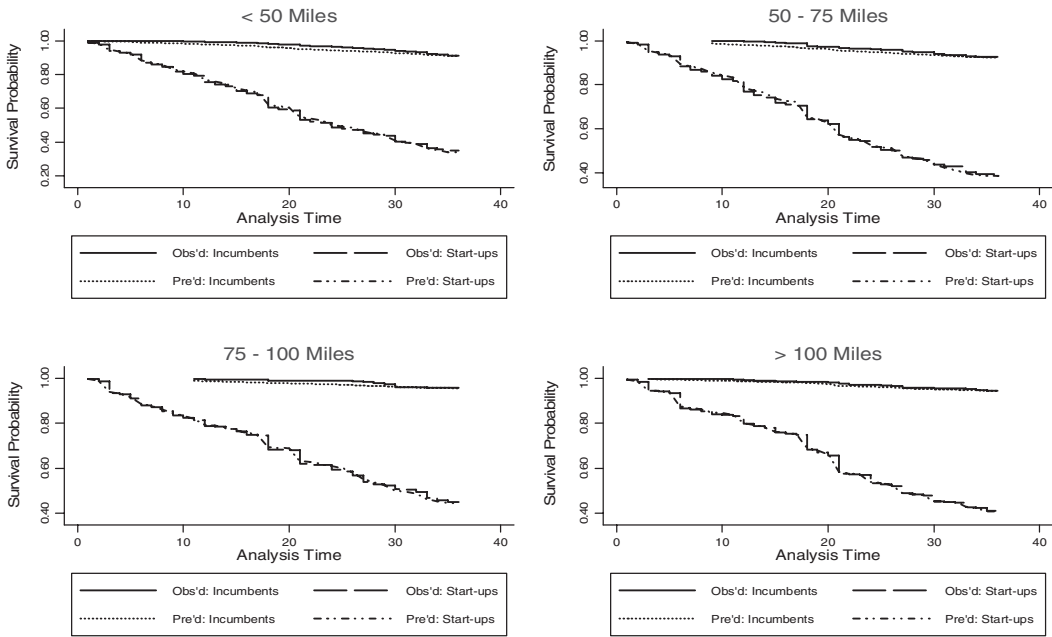 < 50 Miles
Survival Probability
1.00
0.80
0.60
0.40
0.20
0 10 20 30 40
Analysis Time
Obs'd: Incumbents Obs'd: Start-ups
Pre'd: Incumbents Pre'd: Start-ups
50 - 75 Miles
Survival Probability
1.00
0.80
0.60
0.40
0 10 20 30 40
Analysis Time
Obs'd: Incumbents Obs'd: Start-ups
Pre'd: Incumbents Pre'd: Start-ups
75 - 100 Miles
Survival Probability
1.00
0.80
0.60
0.40
0 10 20 30 40
Analysis Time
Obs'd: Incumbents Obs'd: Start-ups
Pre'd: Incumbents Pre'd: Start-ups
> 100 Miles
Survival Probability
1.00
0.80
0.60
0.40
0 10 20 30 40
Analysis Time
Obs'd: Incumbents Obs'd: Start-ups
Pre'd: Incumbents Pre'd: Start-ups